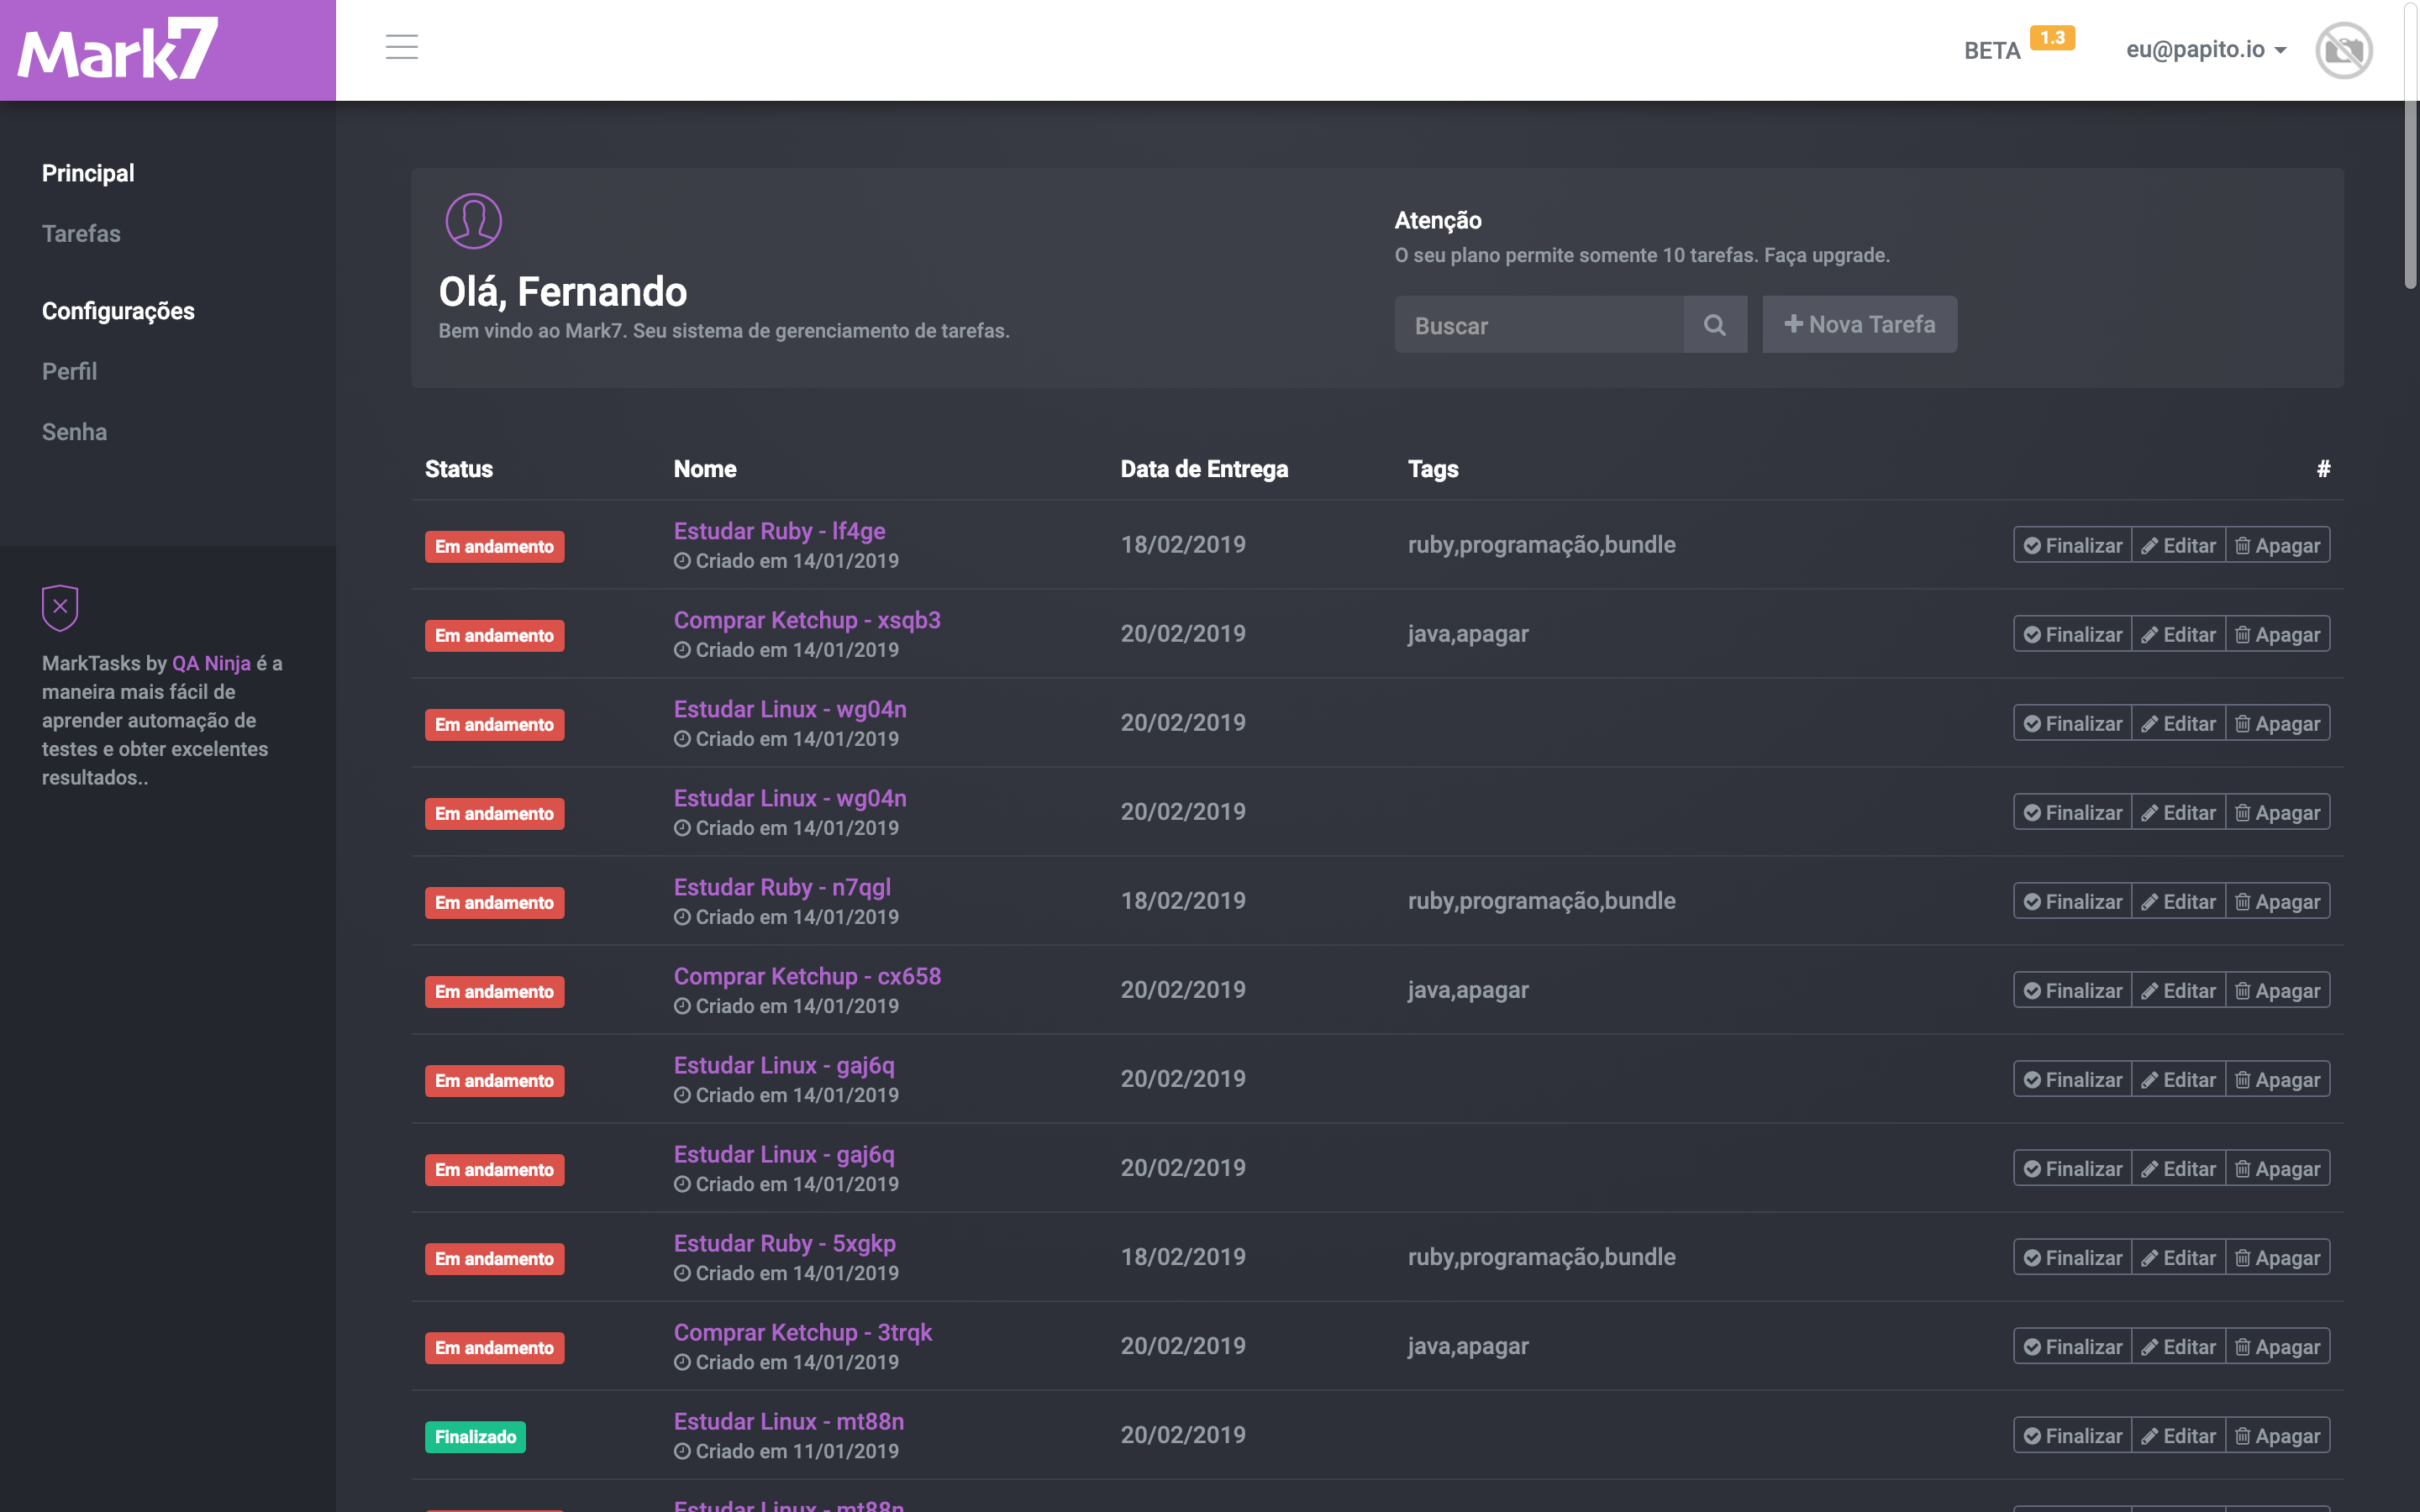 Mark7
BETA 1.3 eu@papito.io
Principal
Tarefas
Configurações
Perfil
Senha
MarkTasks by QA Ninja é a
maneira mais fácil de
aprender automação de
testes e obter excelentes
resultados..
Olá, Fernando
Bem vindo ao Mark7. Seu sistema de gerenciamento de tarefas.
Atenção
O seu plano permite somente 10 tarefas. Faça upgrade.
Buscar Nova Tarefa
Status Nome Data de Entrega Tags #
Em andamento Estudar Ruby - lf4ge 18/02/2019 ruby,programação,bundle Finalizar Editar Apagar
Criado em 14/01/2019
Em andamento Comprar Ketchup - xsqb3 20/02/2019 java,apagar Finalizar Editar Apagar
Criado em 14/01/2019
Em andamento Estudar Linux - wg04n 20/02/2019 Finalizar Editar Apagar
Criado em 14/01/2019
Em andamento Estudar Linux - wg04n 20/02/2019 Finalizar Editar Apagar
Criado em 14/01/2019
Em andamento Estudar Ruby - n7qgl 18/02/2019 ruby,programação,bundle Finalizar Editar Apagar
Criado em 14/01/2019
Em andamento Comprar Ketchup - cx658 20/02/2019 java,apagar Finalizar Editar Apagar
Criado em 14/01/2019
Em andamento Estudar Linux - gaj6q 20/02/2019 Finalizar Editar Apagar
Criado em 14/01/2019
Em andamento Estudar Linux - gaj6q 20/02/2019 Finalizar Editar Apagar
Criado em 14/01/2019
Em andamento Estudar Ruby - 5xgkp 18/02/2019 ruby,programação,bundle Finalizar Editar Apagar
Criado em 14/01/2019
Em andamento Comprar Ketchup - 3trqk 20/02/2019 java,apagar Finalizar Editar Apagar
Criado em 14/01/2019
Finalizado Estudar Linux - mt88n 20/02/2019 Finalizar Editar Apagar
Criado em 11/01/2019
Estudar Linux - mt88n